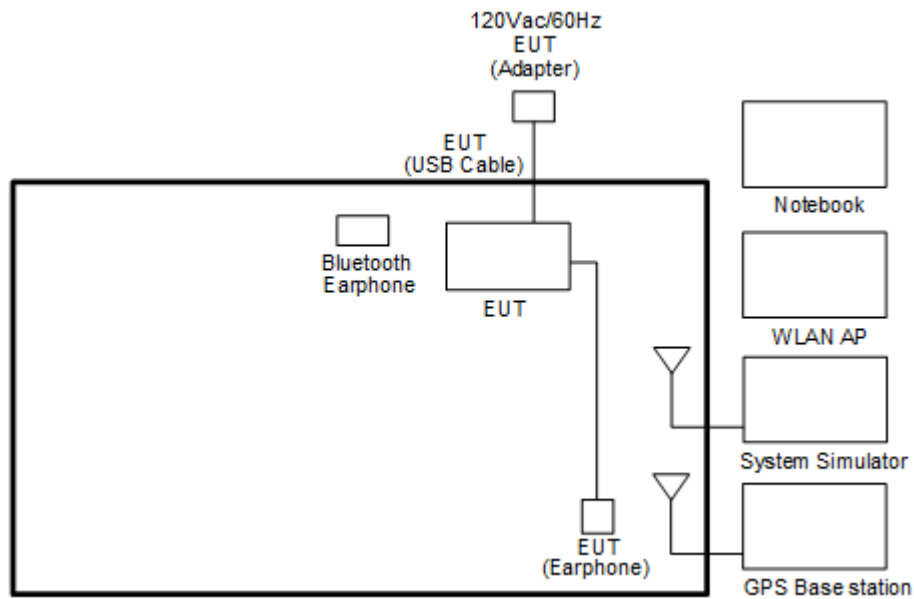 120Vac/60Hz
EUT
(Adapter)
EUT
(USB Cable)
Notebook
Bluetooth
Earphone
EUT
WLAN AP
System Simulator
EUT
(Earphone)
GPS Base station